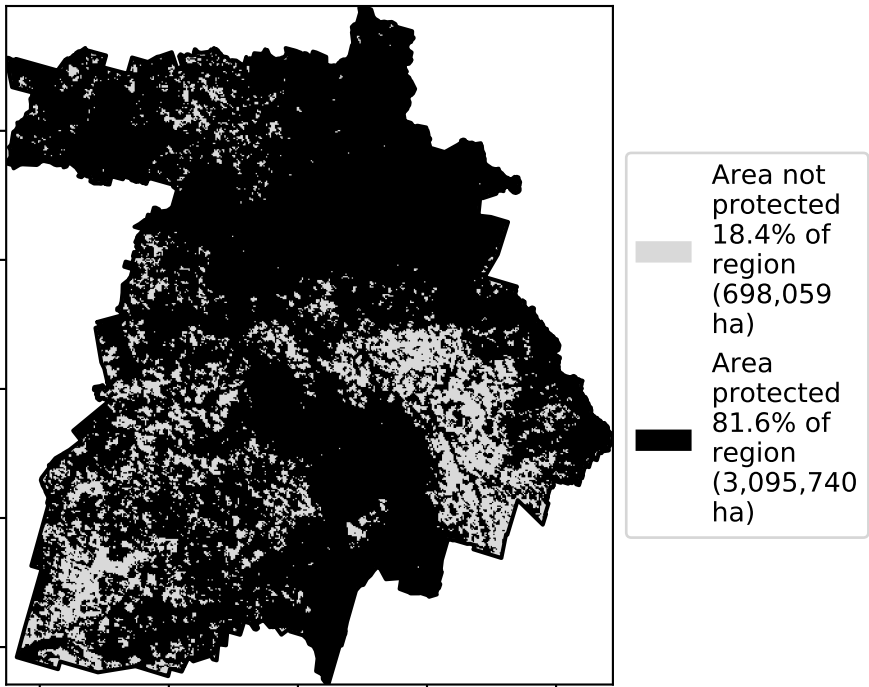 Area not
protected
18.4% of
region
(698,059
ha)
Area
protected
81.6% of
region
(3,095,740
ha)